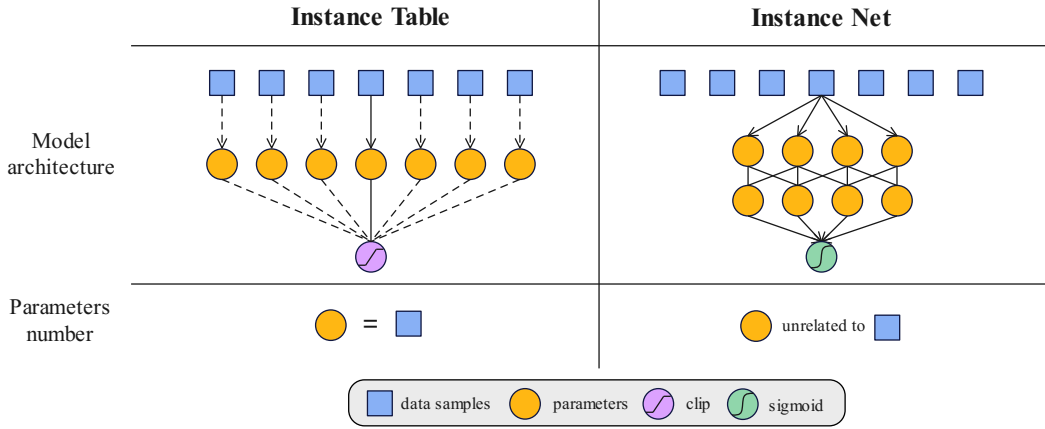 Instance Table
Instance Net
Model
architecture
Parameters
number
=
unrelated to
data samples
parameters
clip
sigmoid